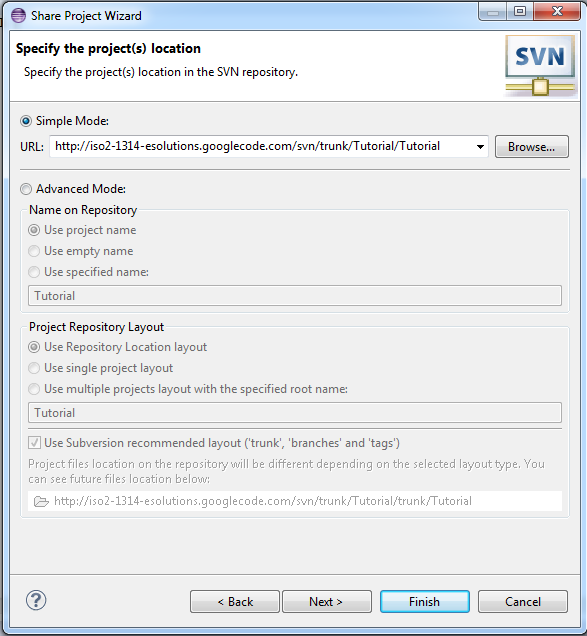 Share Project Wizard
Specify the project(s) location
Specify the project(s) location in the SVN repository.
SVN
Simple Mode:
URL: http://iso2-1314-esolutions.googlecode.com/svn/trunk/Tutorial/Tutorial Browse...
Advanced Mode:
Name on Repository
Use project name
Use empty name
Use specified name:
Tutorial
Project Repository Layout
Use Repository Location layout
Use single project layout
Use multiple projects layout with the specified root name:
Tutorial
Use Subversion recommended layout ('trunk', 'branches' and 'tags')
Project files location on the repository will be different depending on the selected layout type. You
can see future files location below:
http://iso2-1314-esolutions.googlecode.com/svn/trunk/Tutorial/trunk/Tutorial
? < Back Next > Finish Cancel